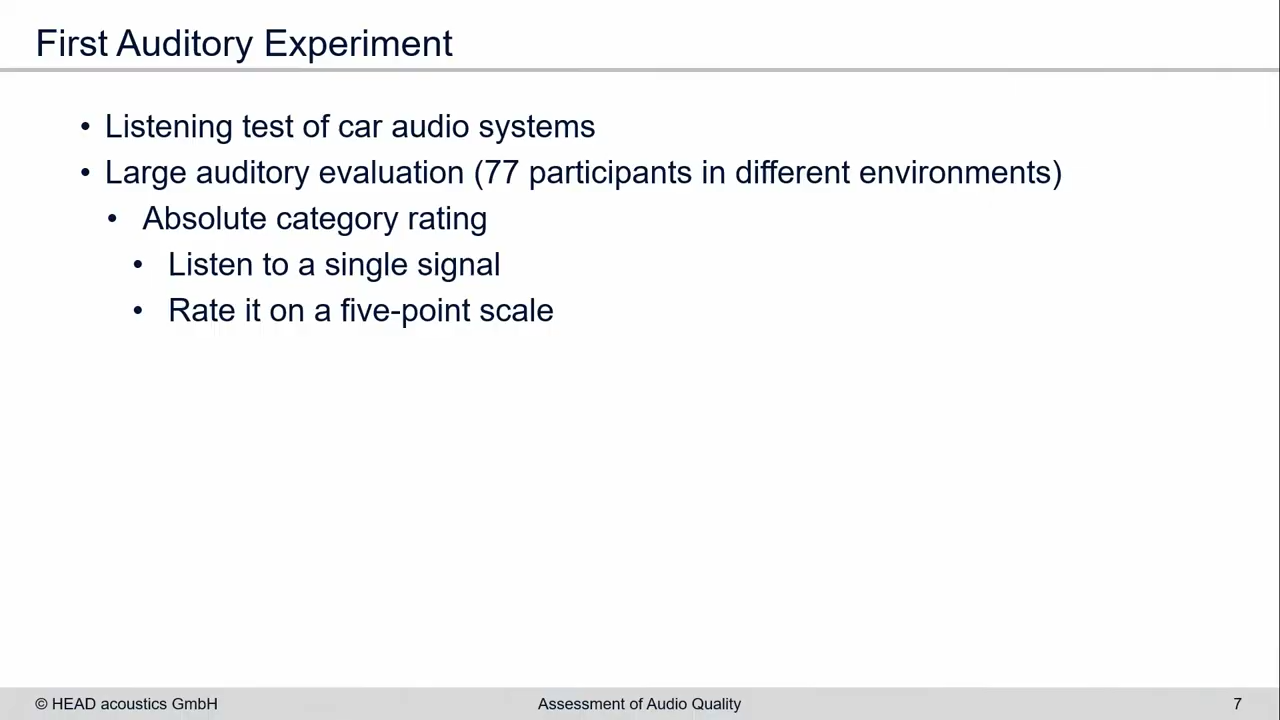 First Auditory Experiment
• Listening test of car audio systems
• Large auditory evaluation (77 participants in different environments)
• Absolute category rating
• Listen to a single signal
• Rate it on a five-point scale
© HEAD acoustics GmbH
Assessment of Audio Quality
7